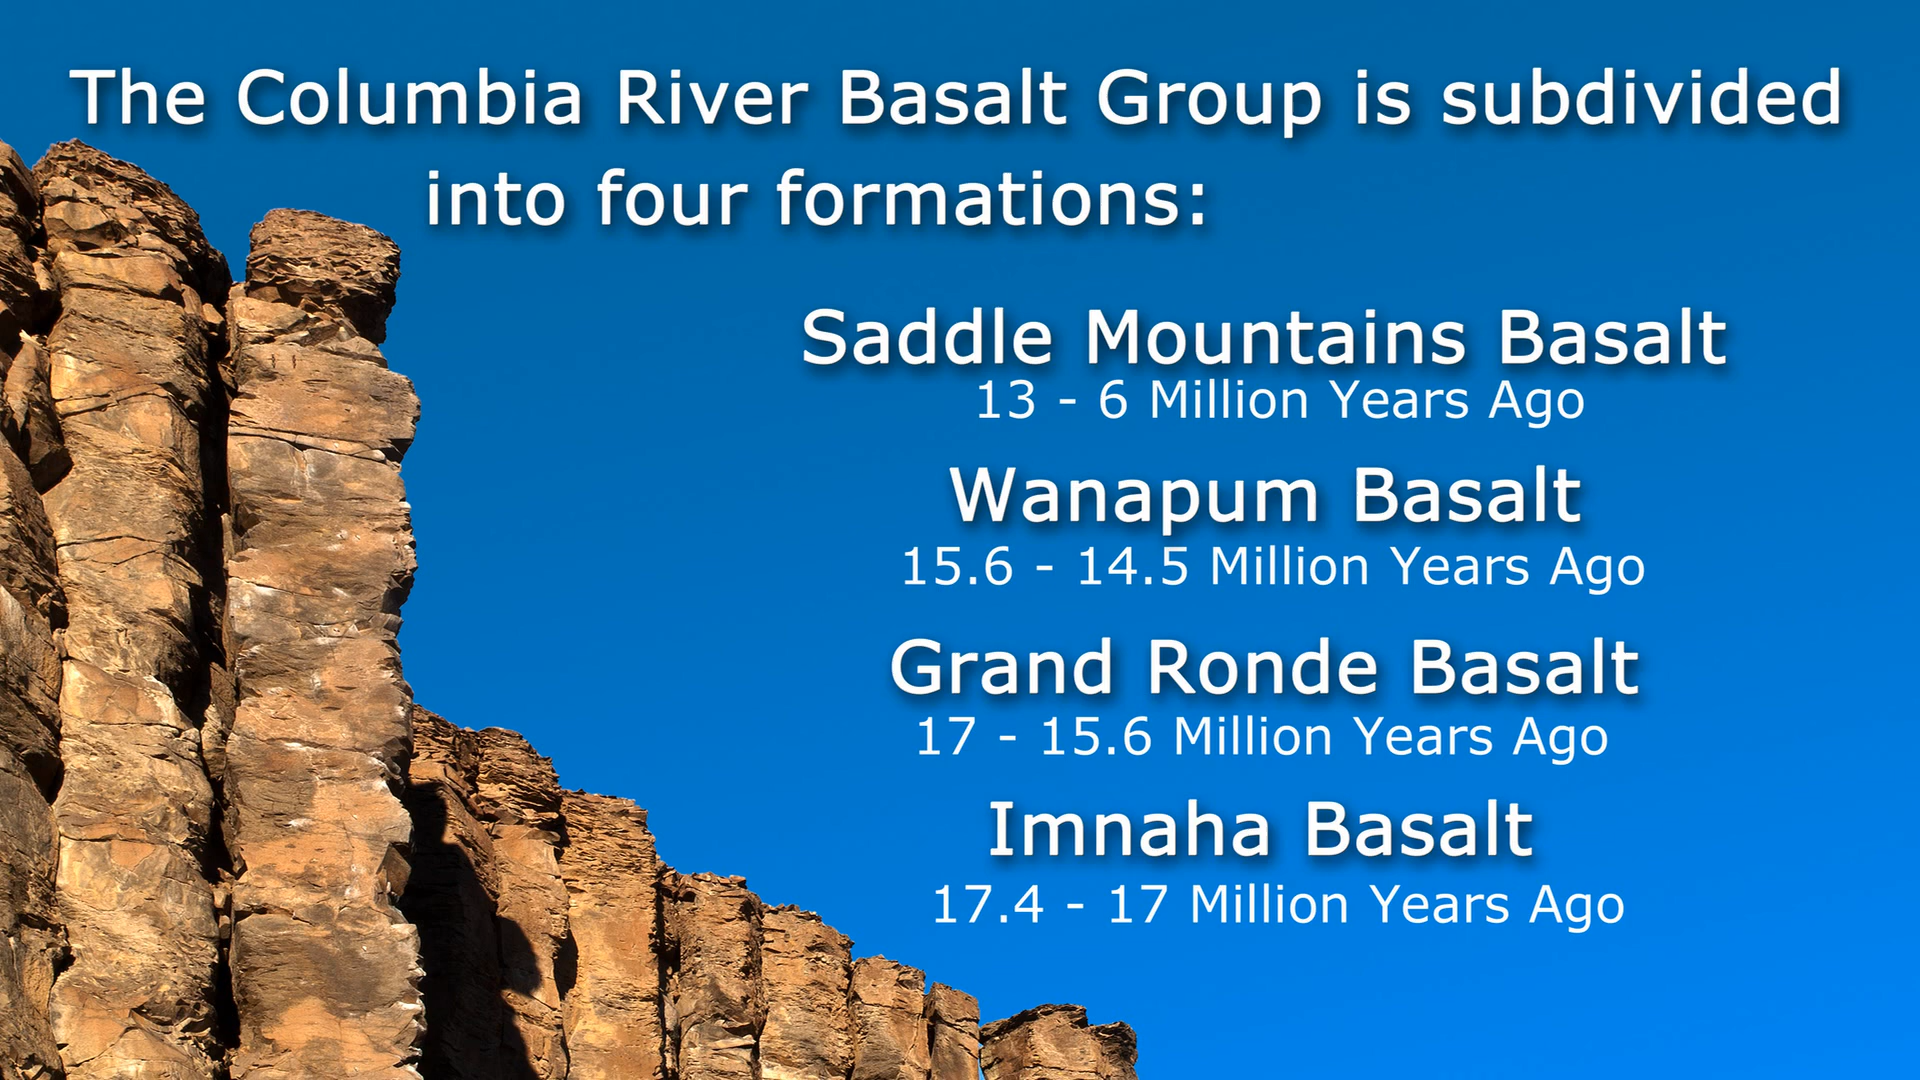 The Columbia River Basalt Group is subdivided
into four formations:
Saddle Mountains Basalt
13 - 6 Million Years Ago
Wanapum Basalt
15.6 - 14.5 Million Years Ago
Grand Ronde Basalt
17 - 15.6 Million Years Ago
Imnaha Basalt
17.4 - 17 Million Years Ago